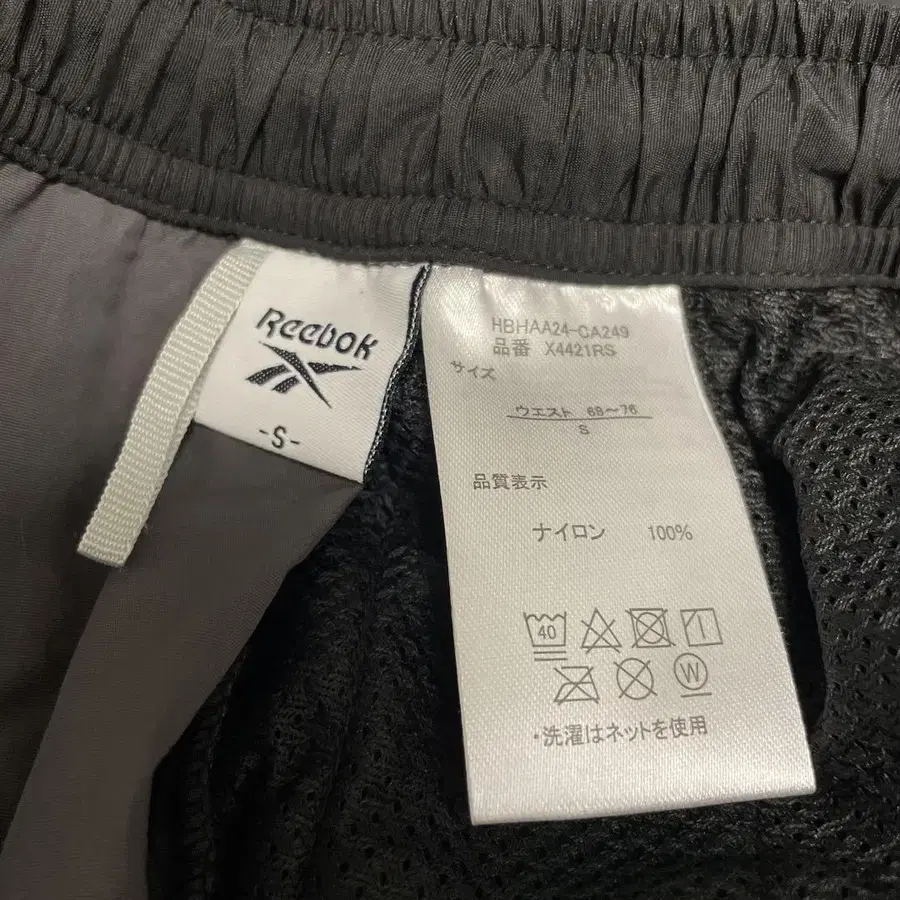 Reebok
-S-
HBHAA24-CA249
品番 X4421RS
サイズ
ウエスト 68〜76
S
品質表示
ナイロン 100%
40
W
・洗濯はネットを使用